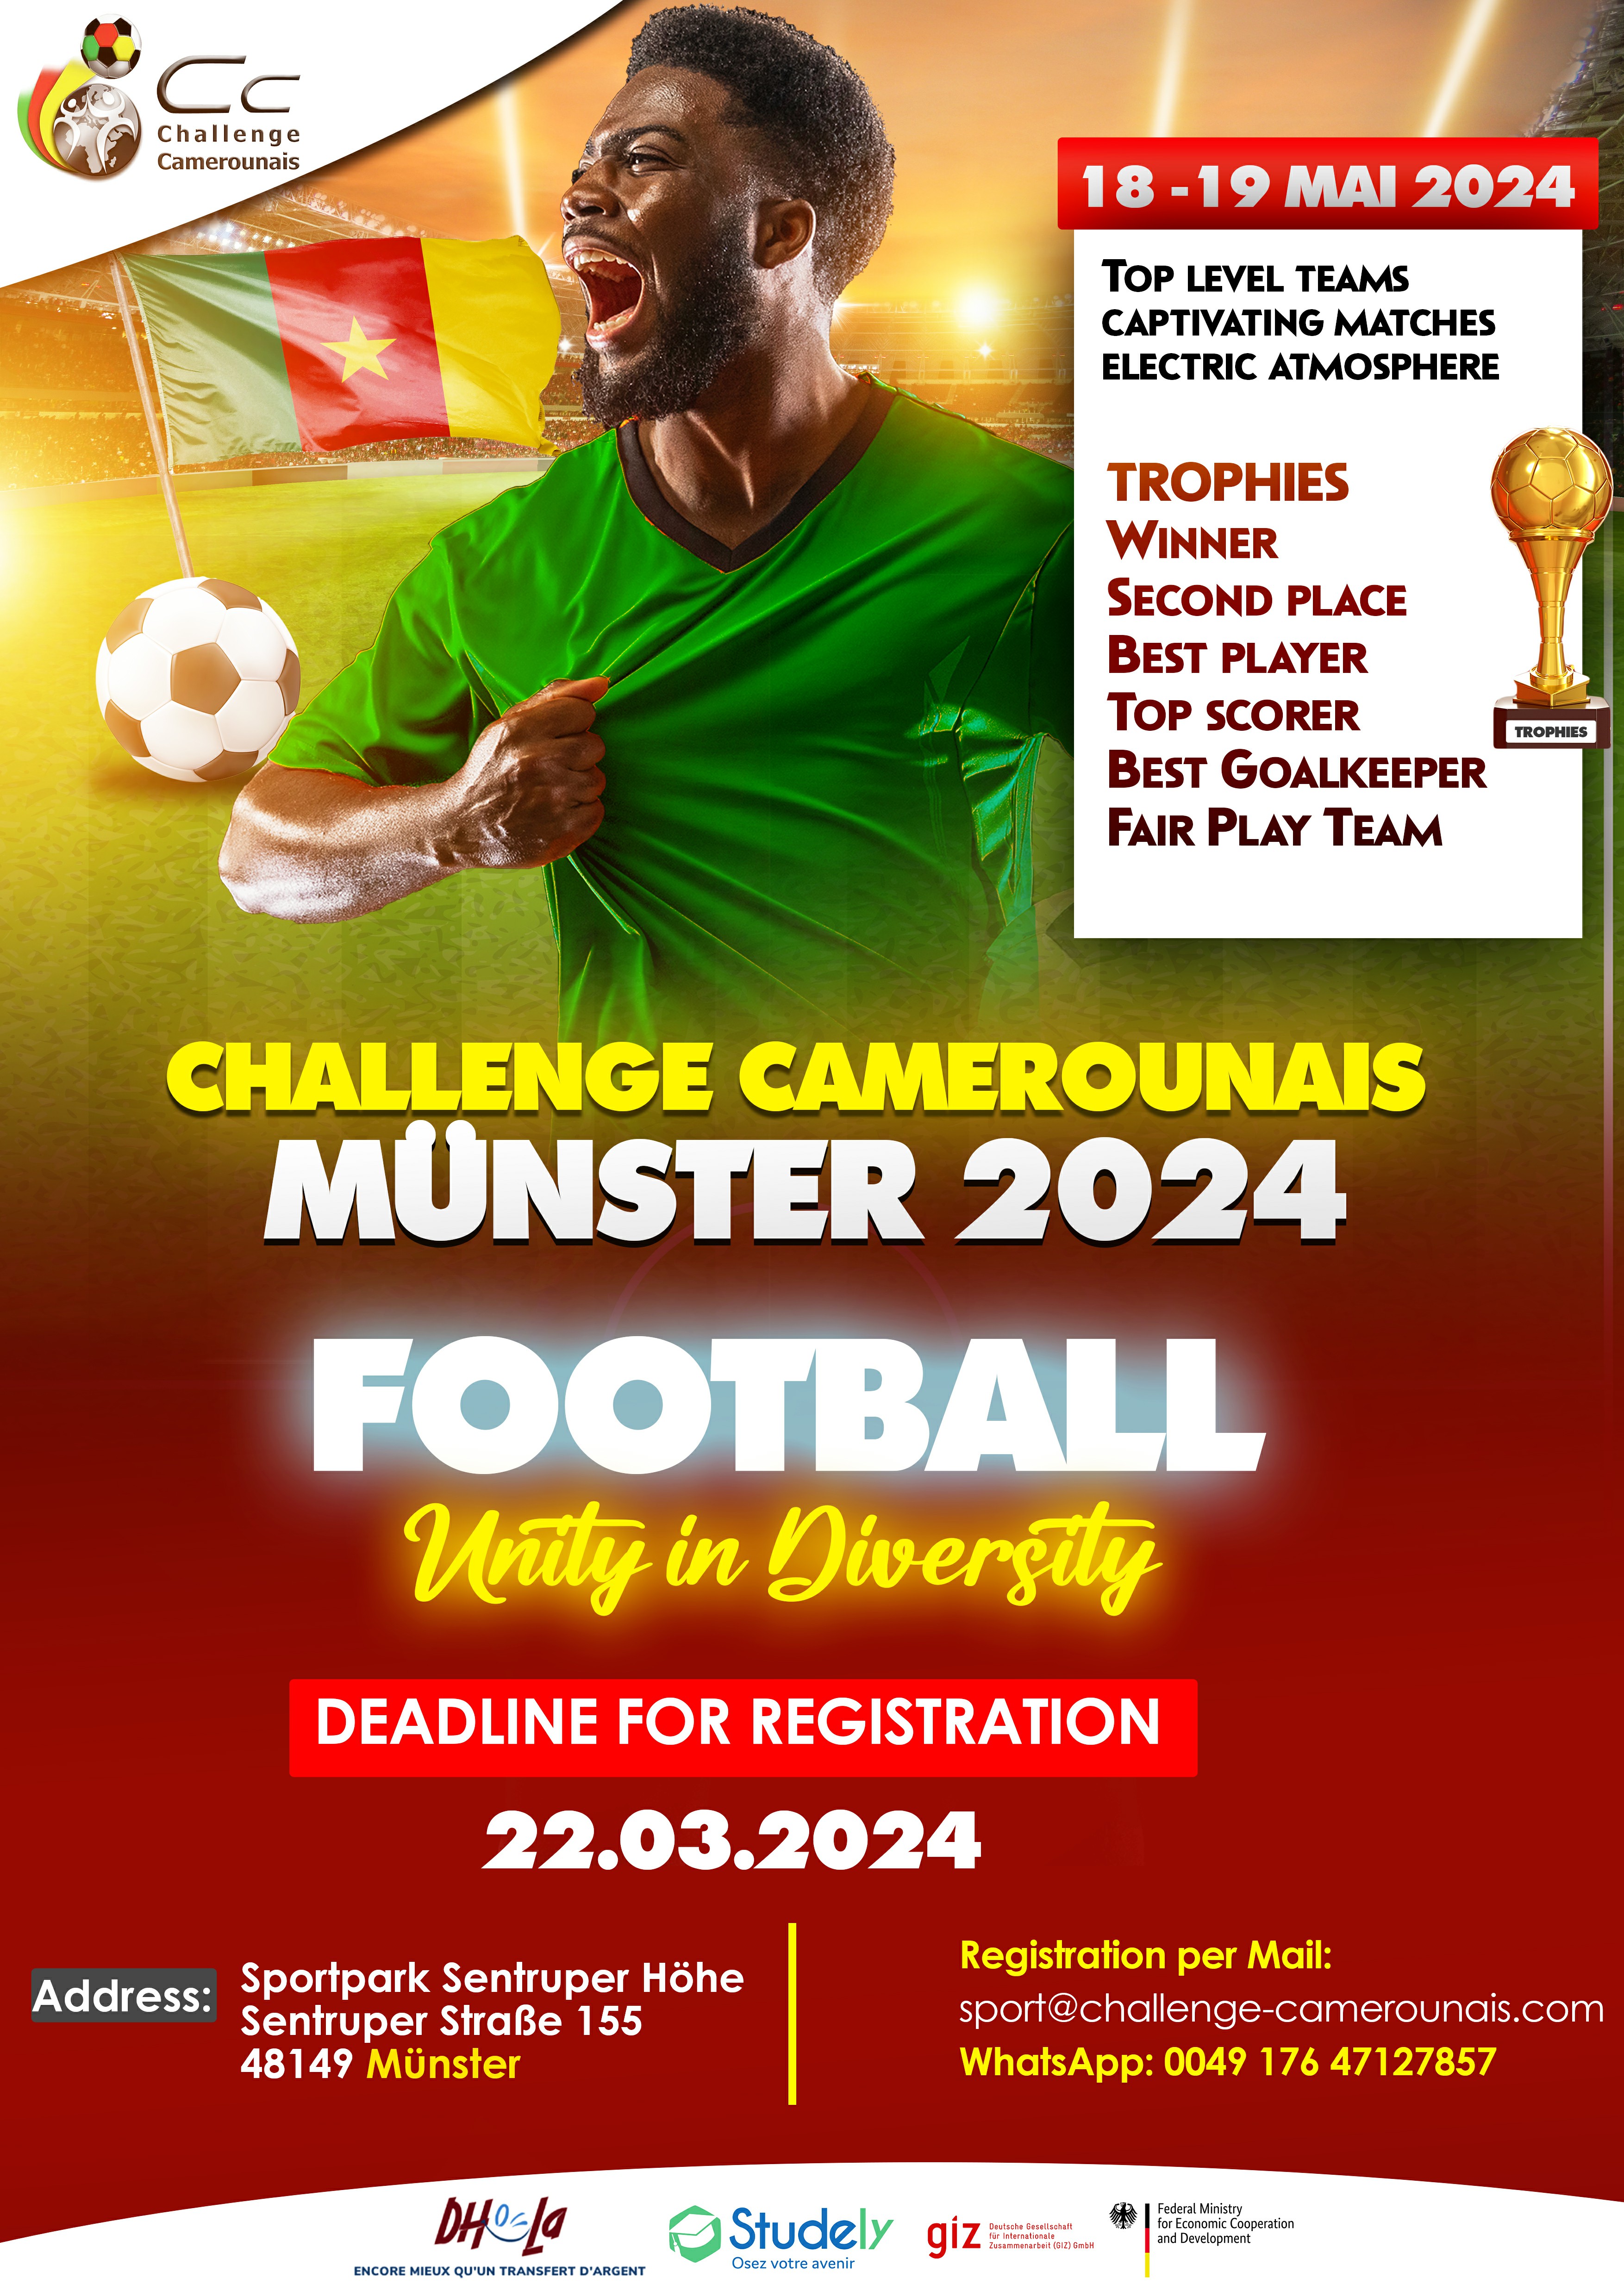 Cc
Challenge
Camerounais
18 -19 MAI 2024
TOP LEVEL TEAMS
CAPTIVATING MATCHES
ELECTRIC ATMOSPHERE
TROPHIES
WINNER
SECOND PLACE
BEST PLAYER
TOP SCORER
BEST GOALKEEPER
FAIR PLAY TEAM
TROPHIES
CHALLENGE CAMEROUNAIS
MÜNSTER 2024
FOOTBALL
Unity in Diversity
DEADLINE FOR REGISTRATION
22.03.2024
Address:
Sportpark Sentruper Höhe
Sentruper Straße 155
48149 Münster
Registration per Mail:
sport@challenge-camerounais.com
WhatsApp: 0049 176 47127857
DHola
ENCORE MIEUX QU'UN TRANSFERT D'ARGENT
Studely
Osez votre avenir
giz
Deutsche Gesellschaft
für Internationale
Zusammenarbeit (GIZ) GmbH
Federal Ministry
for Economic Cooperation
and Development